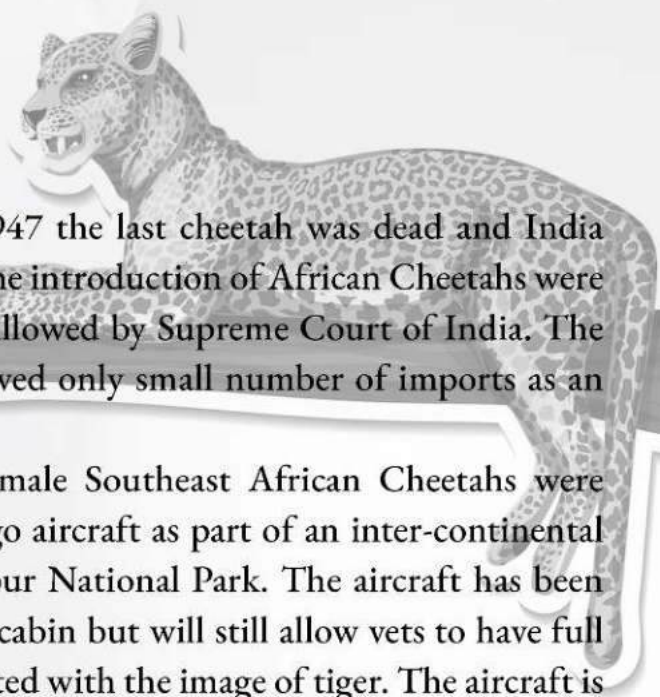 947 the last cheetah was dead and India
he introduction of African Cheetahs were
llowed by Supreme Court of India. The
ved only small number of imports as an
male Southeast African Cheetahs were
go aircraft as part of an inter-continental
our National Park. The aircraft has been
cabin but will still allow vets to have full
ted with the image of tiger. The aircraft is